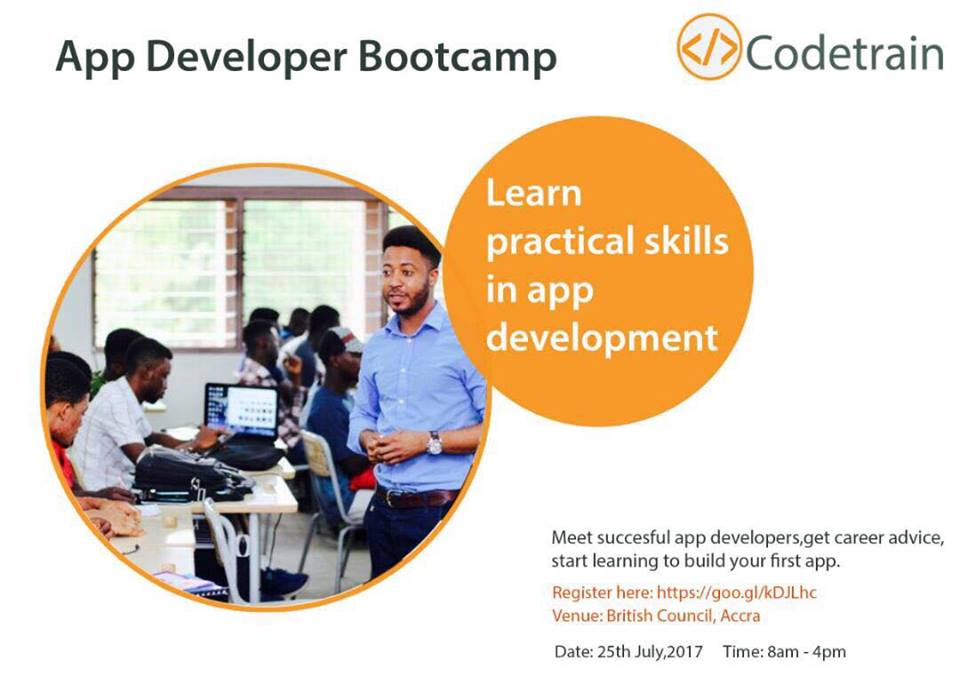 App Developer Bootcamp
</> Codetrain
Learn
practical skills
in app
development
Meet succesful app developers,get career advice,
start learning to build your first app.
Register here: https://goo.gl/kDJLhc
Venue: British Council, Accra
Date: 25th July,2017 Time: 8am - 4pm